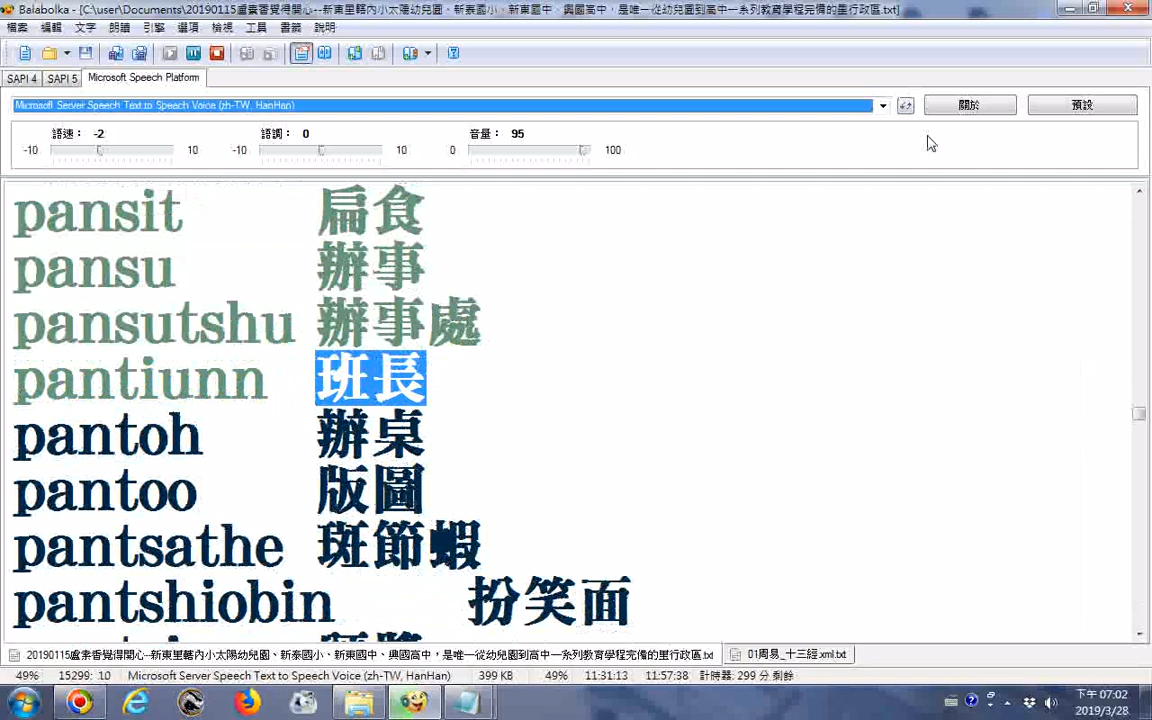 Balabolka - [C:\user\Documents\20190115盧素香覺得開心--新東里轄內小太陽幼兒園、新泰國小、新東國中、興國高中，是唯一從幼兒園到高中一系列教育學程完備的里行政區.txt]
檔案 編輯 文字 朗讀 引擎 選項 檢視 工具 書籤 說明
SAPI 4 SAPI 5 Microsoft Speech Platform
Microsoft Server Speech Text to Speech Voice (zh-TW, HanHan) 關於 預設
語速： -2 語調： 0 音量： 95
-10 10 -10 10 0 100
pansit 扁食
pansu 辦事
pansutshu 辦事處
pantiunn 班長
pantoh 辦桌
pantoo 版圖
pantsathe 斑節蝦
pantshiobin 扮笑面
20190115盧素香覺得開心--新東里轄內小太陽幼兒園、新泰國小、新東國中、興國高中，是唯一從幼兒園到高中一系列教育學程完備的里行政區.txt 01周易_十三經.xml.txt
49% 15299: 10 Microsoft Server Speech Text to Speech Voice (zh-TW, HanHan) 399 KB 49% 11:31:13 11:57:38 計時器: 299 分 剩餘
下午 07:02
2019/3/28